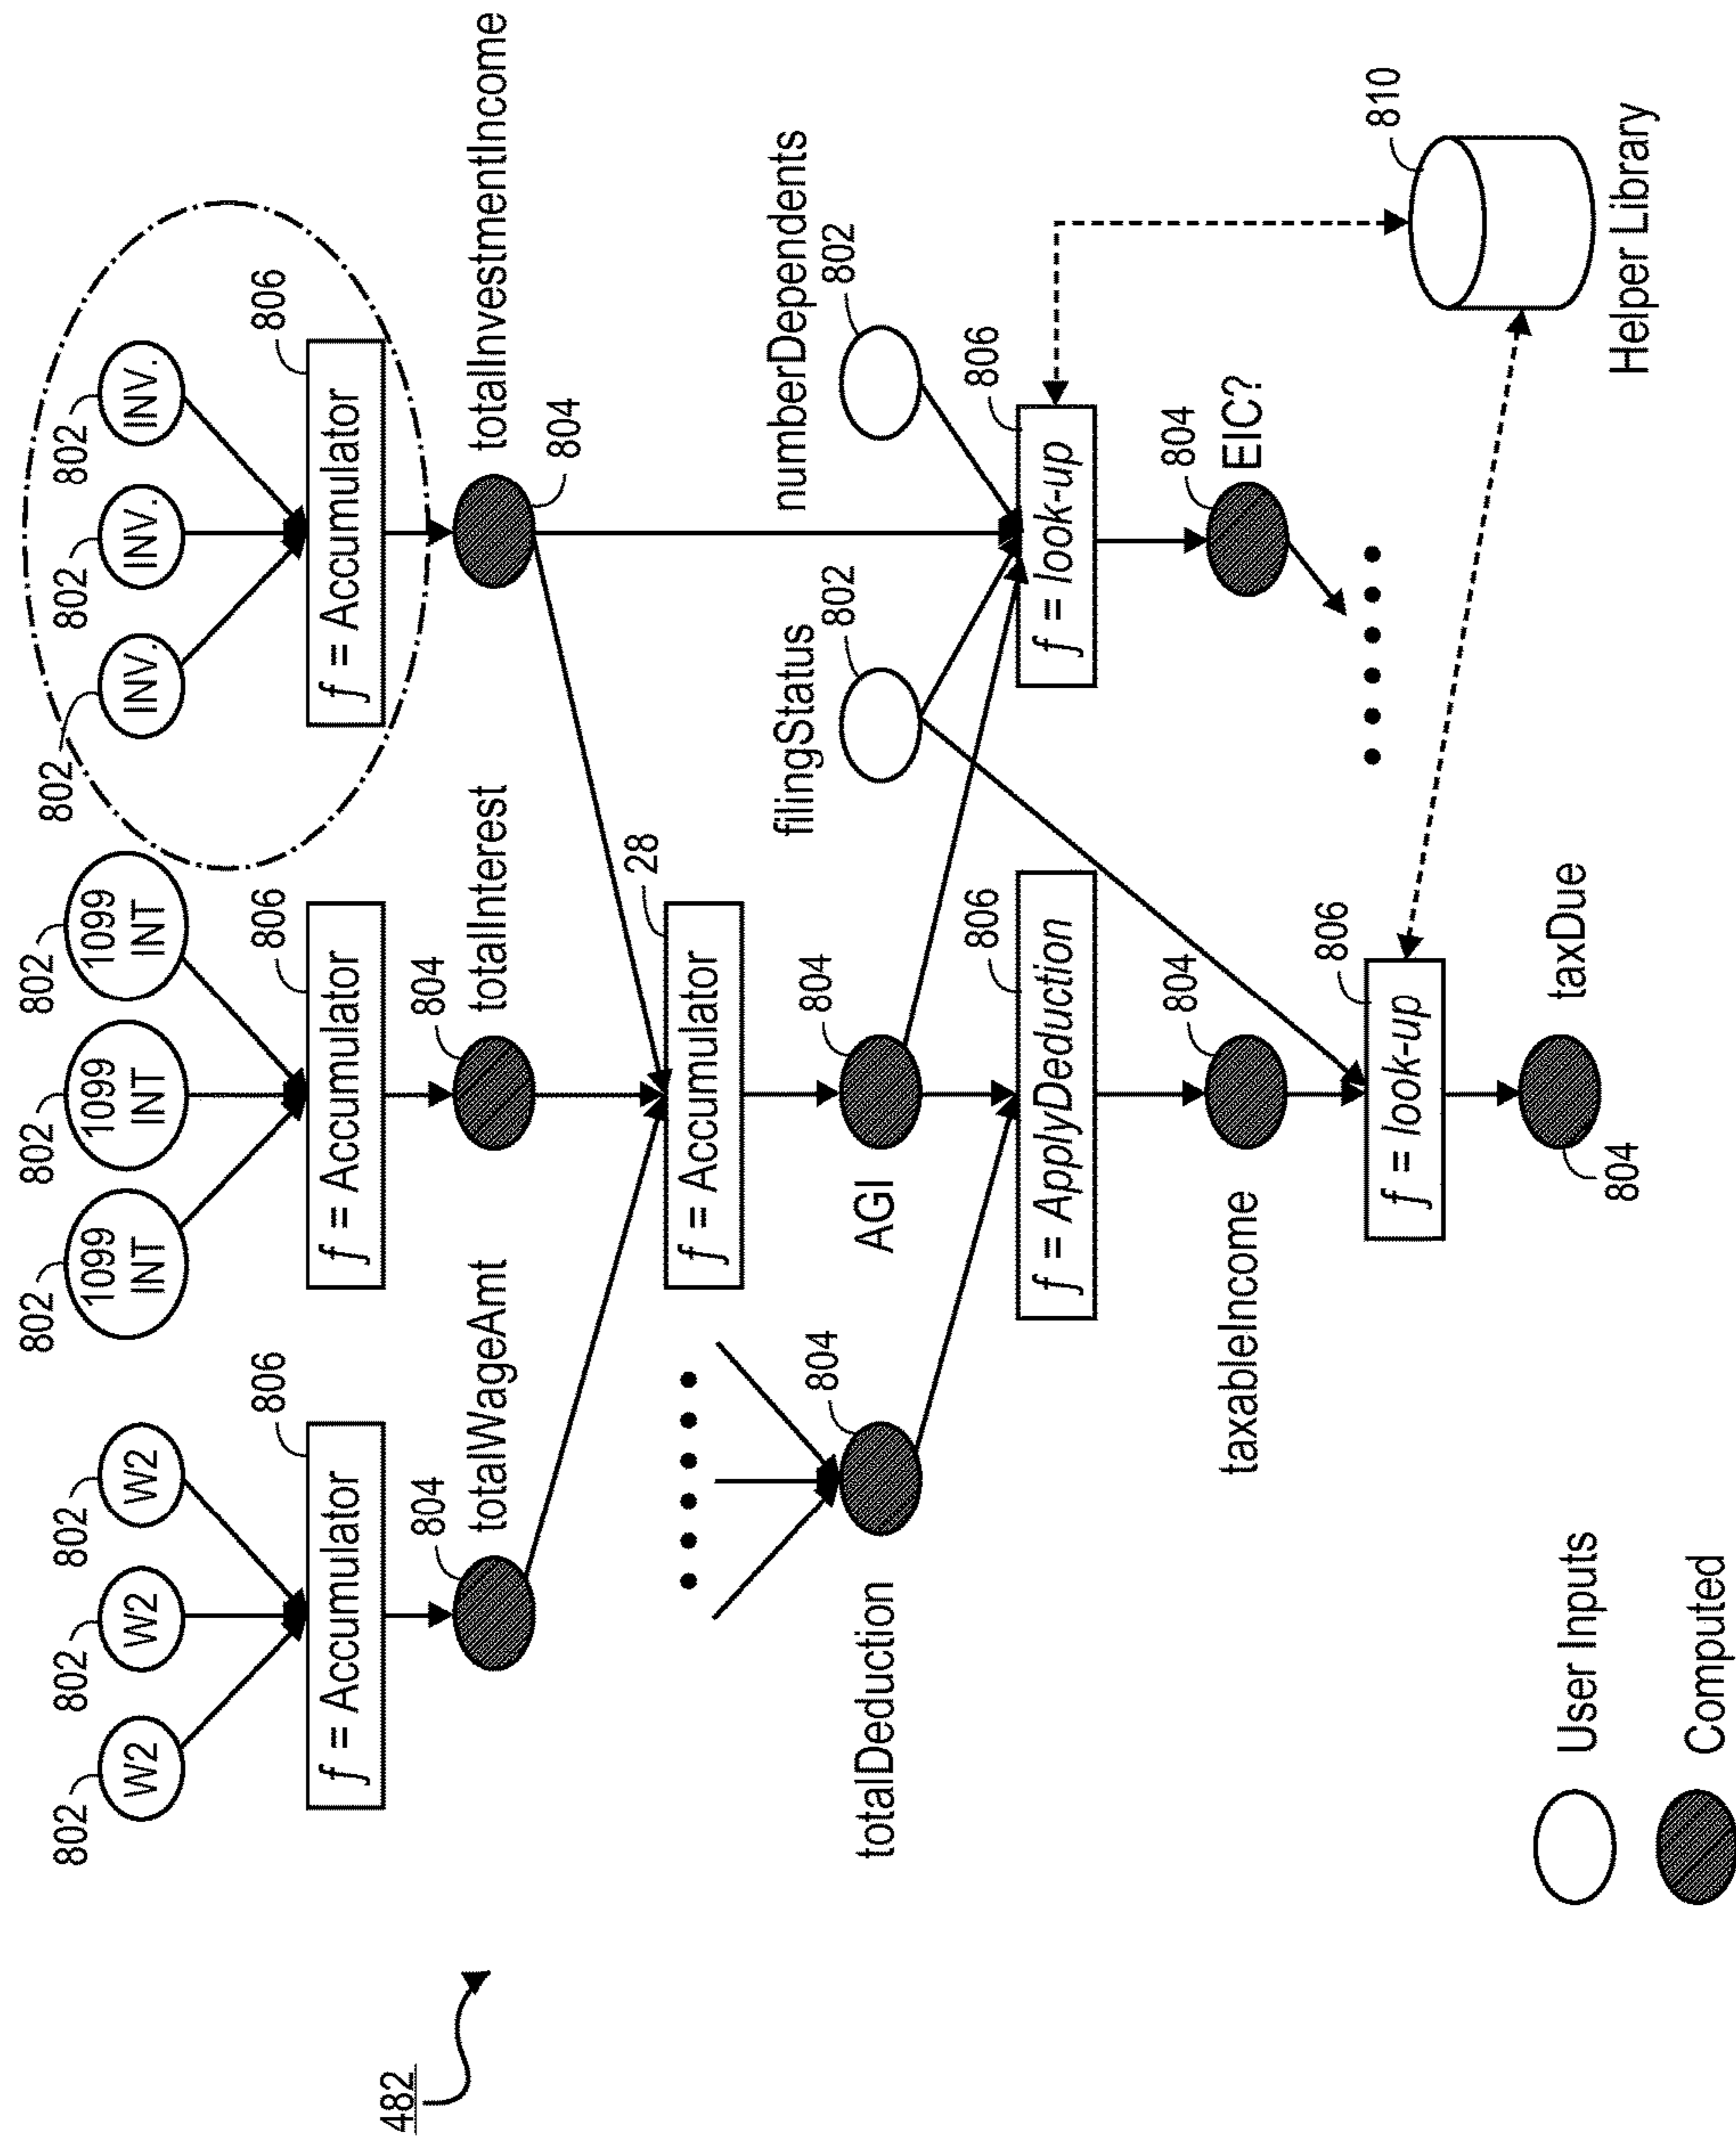 482
802
802
802
W2
W2
W2
802
802
802
1099
INT
1099
INT
1099
INT
802
802
802
INV.
INV.
INV.
806
f = Accumulator
806
f = Accumulator
806
f = Accumulator
804
totalWageAmt
804
totalInterest
totalInvestmentIncome
804
28
f = Accumulator
totalDeduction
804
AGI
804
filingStatus
802
numberDependents
802
806
f = ApplyDeduction
806
f = look-up
taxableIncome
804
804
EIC?
806
f = look-up
810
Helper Library
804
taxDue
User Inputs
Computed